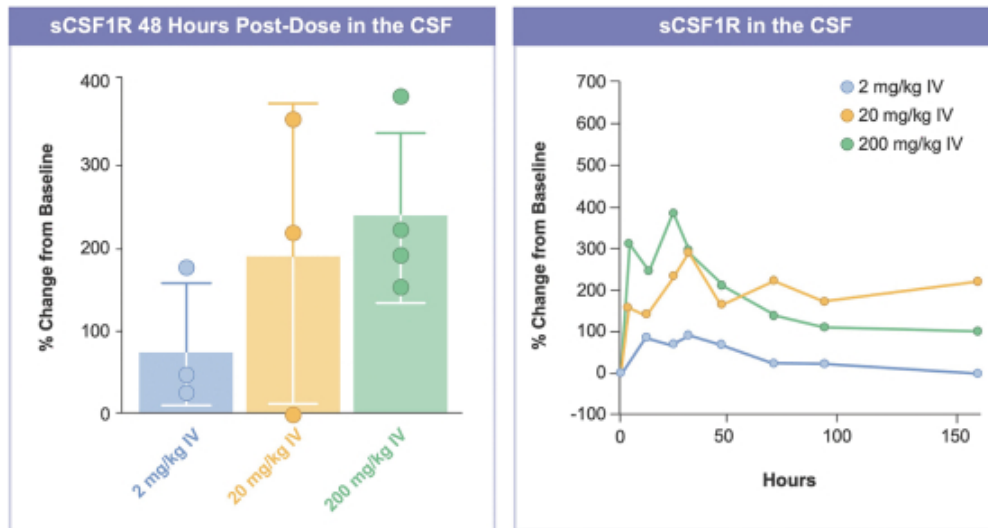 sCSF1R 48 Hours Post-Dose in the CSF
% Change from Baseline
400
300
200
100
0
2 mg/kg IV
20 mg/kg IV
200 mg/kg IV
sCSF1R in the CSF
% Change from Baseline
700
600
500
400
300
200
100
0
-100
2 mg/kg IV
20 mg/kg IV
200 mg/kg IV
0
50
100
150
Hours